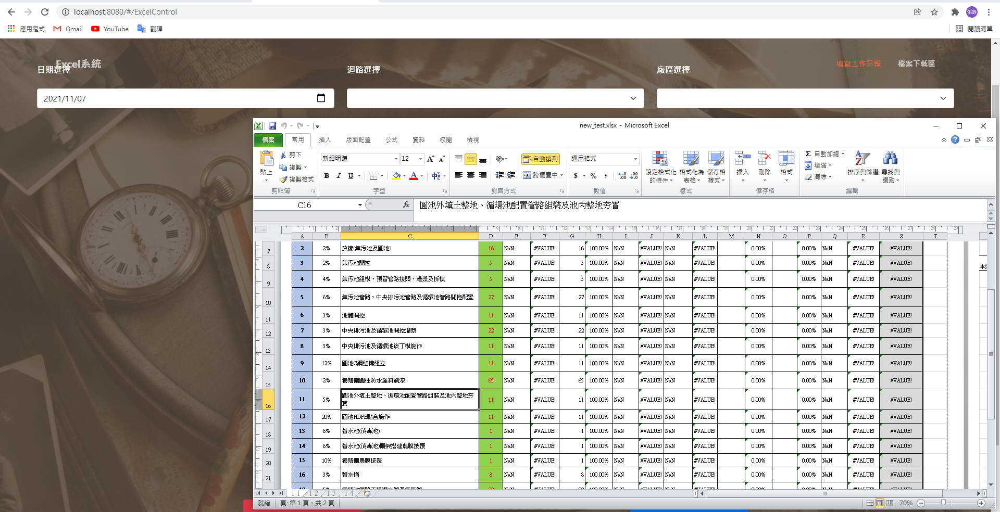 localhost:8080/#/ExcelControl
佑銓
應用程式 Gmail YouTube 翻譯 閱讀清單
Excel系統 填寫工作日報 檔案下載區
日期選擇 迴路選擇 廠區選擇
2021/11/07
new_test.xlsx - Microsoft Excel
檔案 常用 插入 版面配置 公式 資料 校閱 檢視
貼上 剪下 複製 複製格式 剪貼簿
新細明體 12 B I U 字型
自動換列 跨欄置中 對齊方式
通用格式 $ % , 數值
設定格式化的條件 格式化為表格 儲存格樣式 樣式
插入 刪除 格式 儲存格
Σ 自動加總 填滿 清除 排序與篩選 尋找與選取 編輯
C16 fx 圓池外填土整地、循環池配置管路組裝及池內整地夯實
A B C D E F G H I J K L M N O P Q R S T
7 2 2% 放樣(集污池及圓池) 16 NaN #VALUE! 16 100.00% NaN #VALUE! NaN #VALUE! 0.00% 0.00% NaN #VALUE! #VALUE!
8 3 2% 集污池開挖 5 NaN #VALUE! 5 100.00% NaN #VALUE! NaN #VALUE! 0.00% 0.00% NaN #VALUE! #VALUE!
9 4 4% 集污池組模、預留管路接頭、灌漿及拆模 5 NaN #VALUE! 5 100.00% NaN #VALUE! NaN #VALUE! 0.00% 0.00% NaN #VALUE! #VALUE!
10 5 6% 集污池管路、中央排污池管路及循環池管路開挖配置 27 NaN #VALUE! 27 100.00% NaN #VALUE! NaN #VALUE! 0.00% 0.00% NaN #VALUE! #VALUE!
11 6 3% 池體開挖 11 NaN #VALUE! 11 100.00% NaN #VALUE! NaN #VALUE! 0.00% 0.00% NaN #VALUE! #VALUE!
12 7 3% 中央排污池及循環池開挖灌漿 22 NaN #VALUE! 22 100.00% NaN #VALUE! NaN #VALUE! 0.00% 0.00% NaN #VALUE! #VALUE!
13 8 3% 中央排污池及循環池崁丁模施作 11 NaN #VALUE! 11 100.00% NaN #VALUE! NaN #VALUE! 0.00% 0.00% NaN #VALUE! #VALUE!
14 9 12% 圓池C鋼結構組立 11 NaN #VALUE! 11 100.00% NaN #VALUE! NaN #VALUE! 0.00% 0.00% NaN #VALUE! #VALUE!
15 10 2% 養殖棚圓柱防水塗料刷漆 65 NaN #VALUE! 65 100.00% NaN #VALUE! NaN #VALUE! 0.00% 0.00% NaN #VALUE! #VALUE!
16 11 5% 圓池外填土整地、循環池配置管路組裝及池內整地夯實 11 NaN #VALUE! 11 100.00% NaN #VALUE! NaN #VALUE! 0.00% 0.00% NaN #VALUE! #VALUE!
17 12 20% 圓池HDPE黏合施作 11 NaN #VALUE! 11 100.00% NaN #VALUE! NaN #VALUE! 0.00% 0.00% NaN #VALUE! #VALUE!
18 13 6% 蓄水池(消毒池) 1 NaN #VALUE! 1 100.00% NaN #VALUE! NaN #VALUE! 0.00% 0.00% NaN #VALUE! #VALUE!
19 14 6% 蓄水池(消毒池)棚架搭建農膜披覆 1 NaN #VALUE! 1 100.00% NaN #VALUE! NaN #VALUE! 0.00% 0.00% NaN #VALUE! #VALUE!
20 15 10% 養殖棚農膜披覆 1 NaN #VALUE! 1 100.00% NaN #VALUE! NaN #VALUE! 0.00% 0.00% NaN #VALUE! #VALUE!
21 16 3% 蓄水桶 8 NaN #VALUE! 8 100.00% NaN #VALUE! NaN #VALUE! 0.00% 0.00% NaN #VALUE! #VALUE!
1-1 1-2 1-3 1-4
就緒 頁: 第 1 頁，共 2 頁 70%